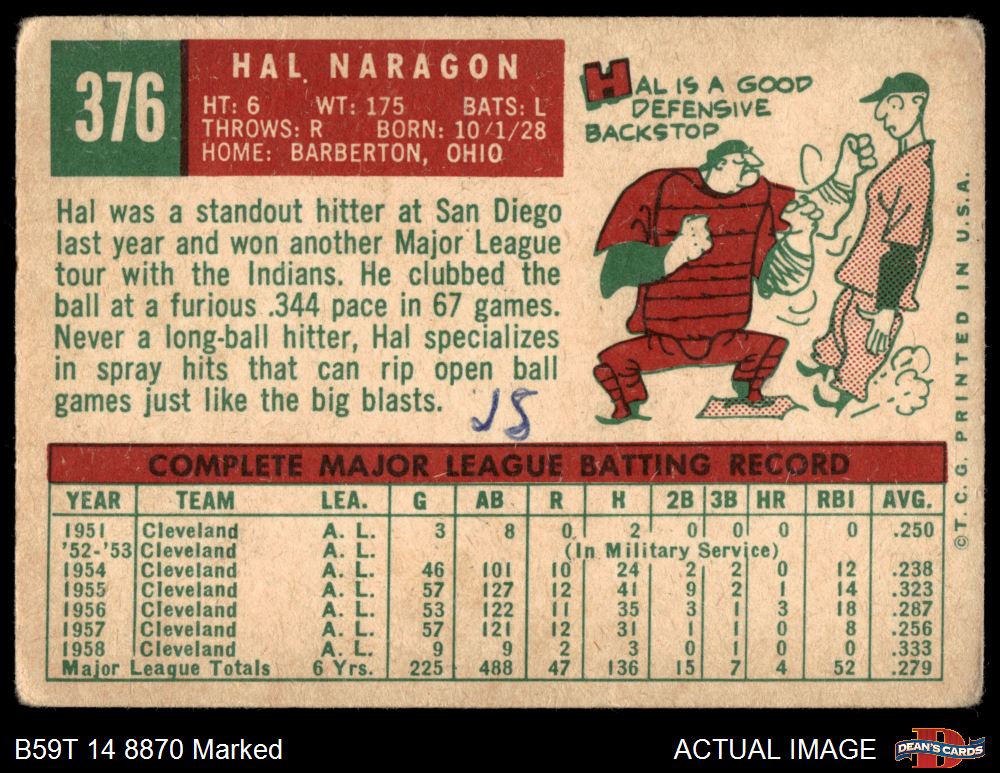 376
HAL NARAGON
HT: 6 WT: 175 BATS: L
THROWS: R BORN: 10/1/28
HOME: BARBERTON, OHIO
HAL IS A GOOD
DEFENSIVE
BACKSTOP
Hal was a standout hitter at San Diego
last year and won another Major League
tour with the Indians. He clubbed the
ball at a furious .344 pace in 67 games.
Never a long-ball hitter, Hal specializes
in spray hits that can rip open ball
games just like the big blasts.
COMPLETE MAJOR LEAGUE BATTING RECORD
YEAR TEAM LEA. G AB R H 2B 3B HR RBI AVG.
1951 Cleveland A. L. 3 8 0 2 0 0 0 0 .250
'52-'53 Cleveland (In Military Service)
1954 Cleveland A. L. 46 101 10 24 2 2 0 12 .238
1955 Cleveland A. L. 57 127 12 41 9 2 1 14 .323
1956 Cleveland A. L. 53 122 11 35 3 1 3 18 .287
1957 Cleveland A. L. 57 121 12 31 1 1 0 8 .256
1958 Cleveland A. L. 9 9 2 3 0 1 0 0 .333
Major League Totals 6 Yrs. 225 488 47 136 15 7 4 52 .279
©T. C. G. PRINTED IN U.S.A.
B59T 14 8870 Marked
ACTUAL IMAGE
DEAN'S CARDS